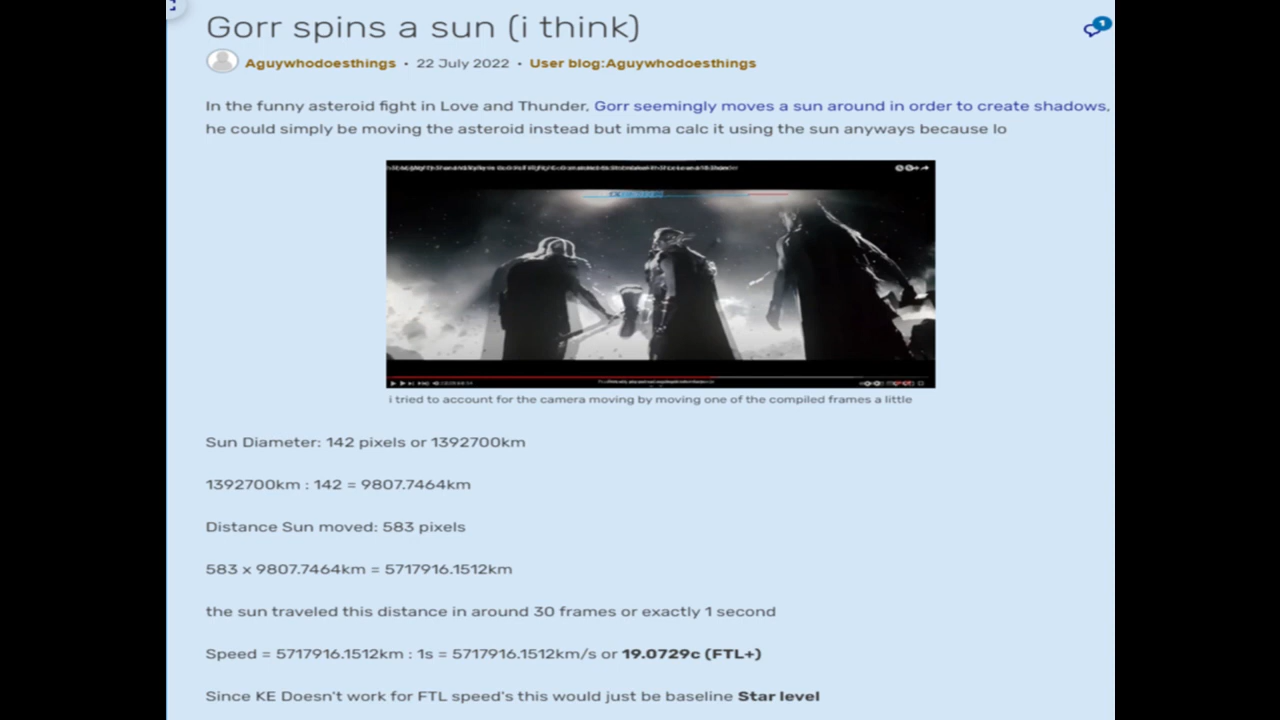 Gorr spins a sun (i think)
1
Aguywhodoesthings • 22 July 2022 • User blog:Aguywhodoesthings
In the funny asteroid fight in Love and Thunder, Gorr seemingly moves a sun around in order to create shadows,
he could simply be moving the asteroid instead but imma calc it using the sun anyways because lo
i tried to account for the camera moving by moving one of the compiled frames a little
Sun Diameter: 142 pixels or 1392700km
1392700km : 142 = 9807.7464km
Distance Sun moved: 583 pixels
583 x 9807.7464km = 5717916.1512km
the sun traveled this distance in around 30 frames or exactly 1 second
Speed = 5717916.1512km : 1s = 5717916.1512km/s or 19.0729c (FTL+)
Since KE Doesn't work for FTL speed's this would just be baseline Star level